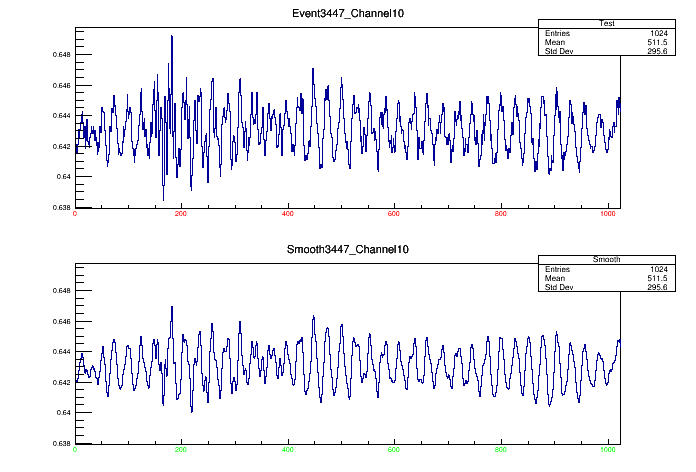 Event3447_Channel10
Test
Entries 1024
Mean 511.5
Std Dev 295.6
0.648
0.646
0.644
0.642
0.64
0.638
0 200 400 600 800 1000
Smooth3447_Channel10
Smooth
Entries 1024
Mean 511.5
Std Dev 295.6
0.648
0.646
0.644
0.642
0.64
0.638
0 200 400 600 800 1000